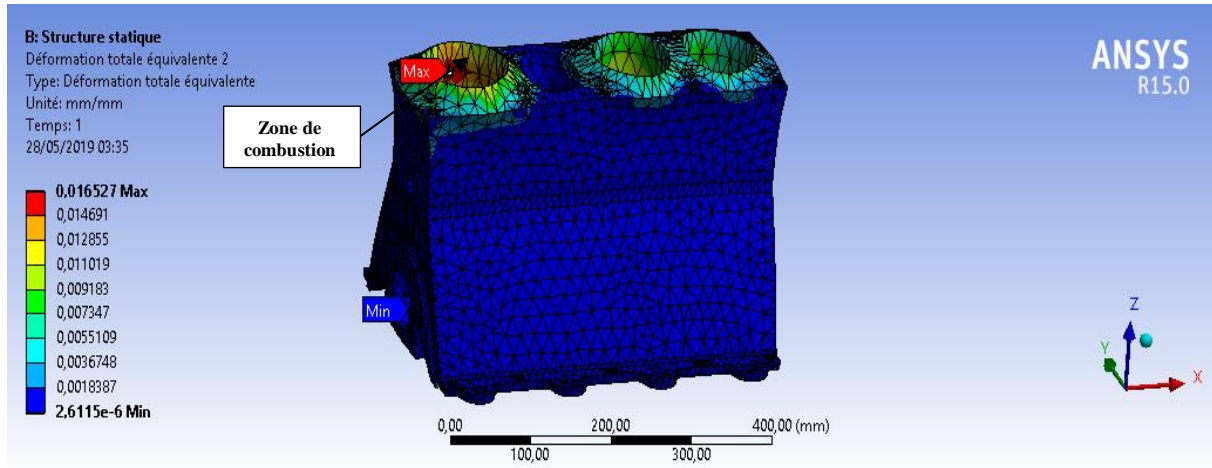 B: Structure statique
Déformation totale équivalente 2
Type: Déformation totale équivalente
Unité: mm/mm
Temps: 1
28/05/2019 03:35
0,016527 Max
0,014691
0,012855
0,011019
0,009183
0,007347
0,0055109
0,0036748
0,0018387
2,6115e-6 Min
Max
Zone de
combustion
Min
ANSYS
R15.0
Z
Y
X
0,00 200,00 400,00 (mm)
100,00 300,00